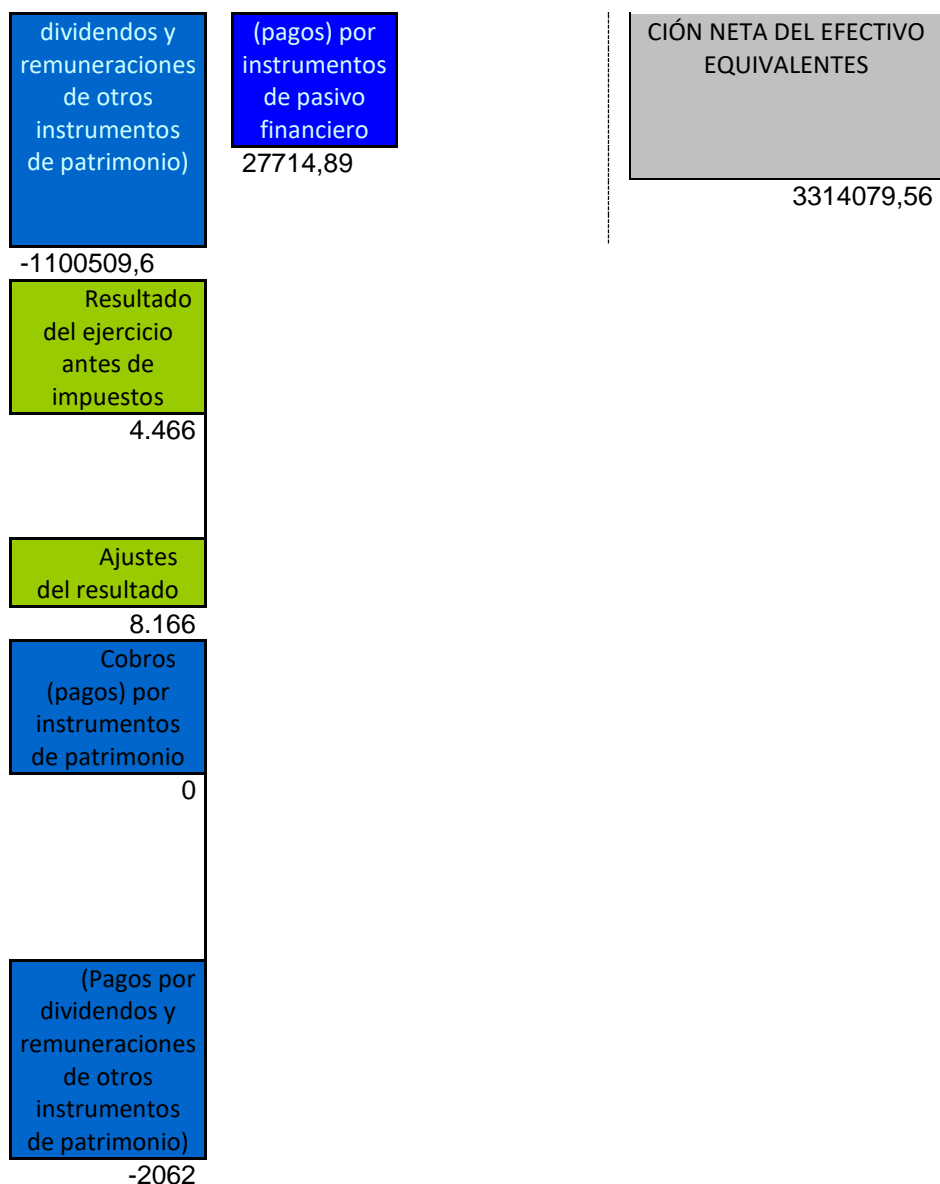 dividendos y
remuneraciones
de otros
instrumentos
de patrimonio)
-1100509,6
(pagos) por
instrumentos
de pasivo
financiero
27714,89
CIÓN NETA DEL EFECTIVO
EQUIVALENTES
3314079,56
Resultado
del ejercicio
antes de
impuestos
4.466
Ajustes
del resultado
8.166
Cobros
(pagos) por
instrumentos
de patrimonio
0
(Pagos por
dividendos y
remuneraciones
de otros
instrumentos
de patrimonio)
-2062